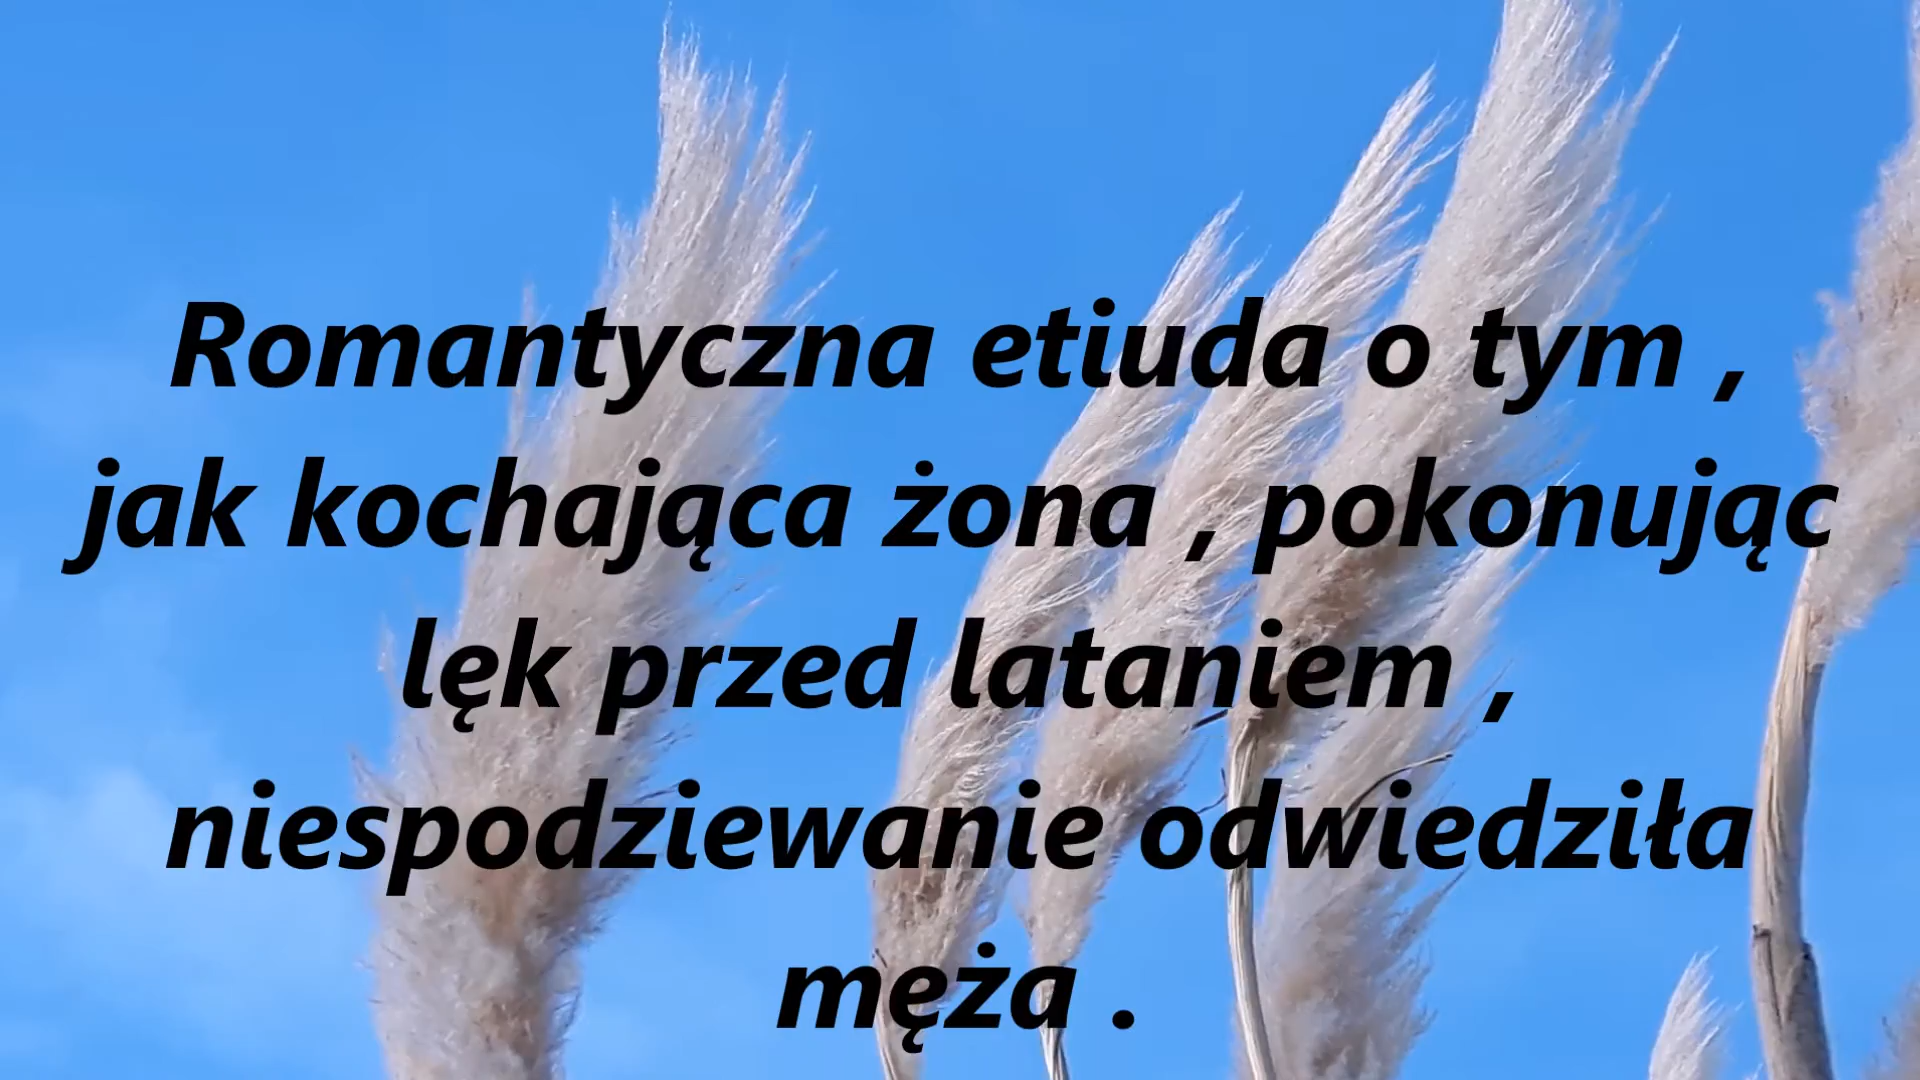 Romantyczna etiuda o tym ,
jak kochająca żona , pokonując
lęk przed lataniem ,
niespodziewanie odwiedziła
męża .